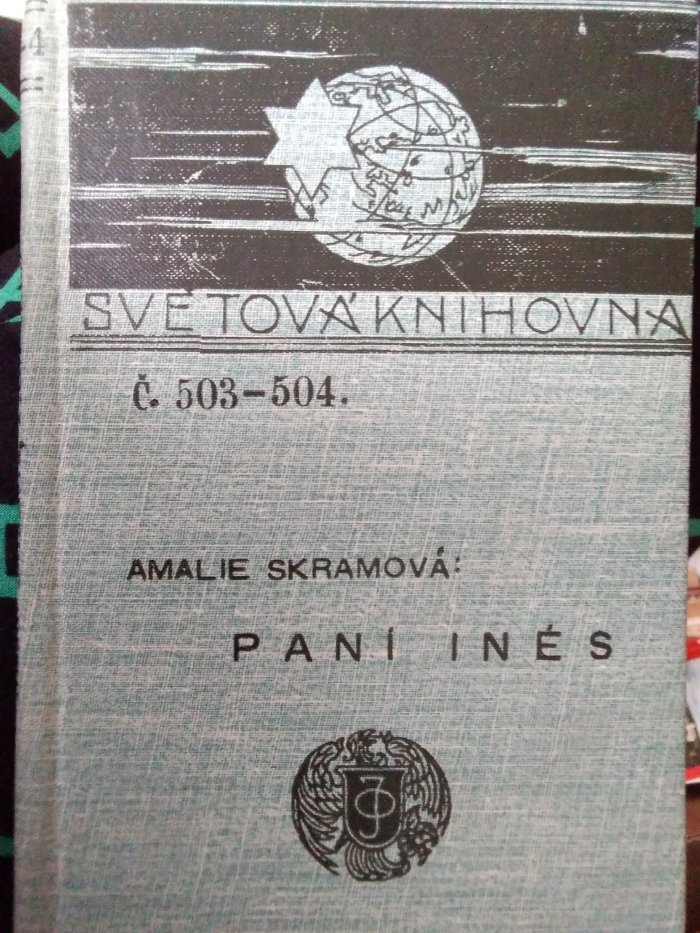 SVĚTOVÁ KNIHOVNA
Č. 503-504.
AMALIE SKRAMOVÁ:
PANÍ INÉS